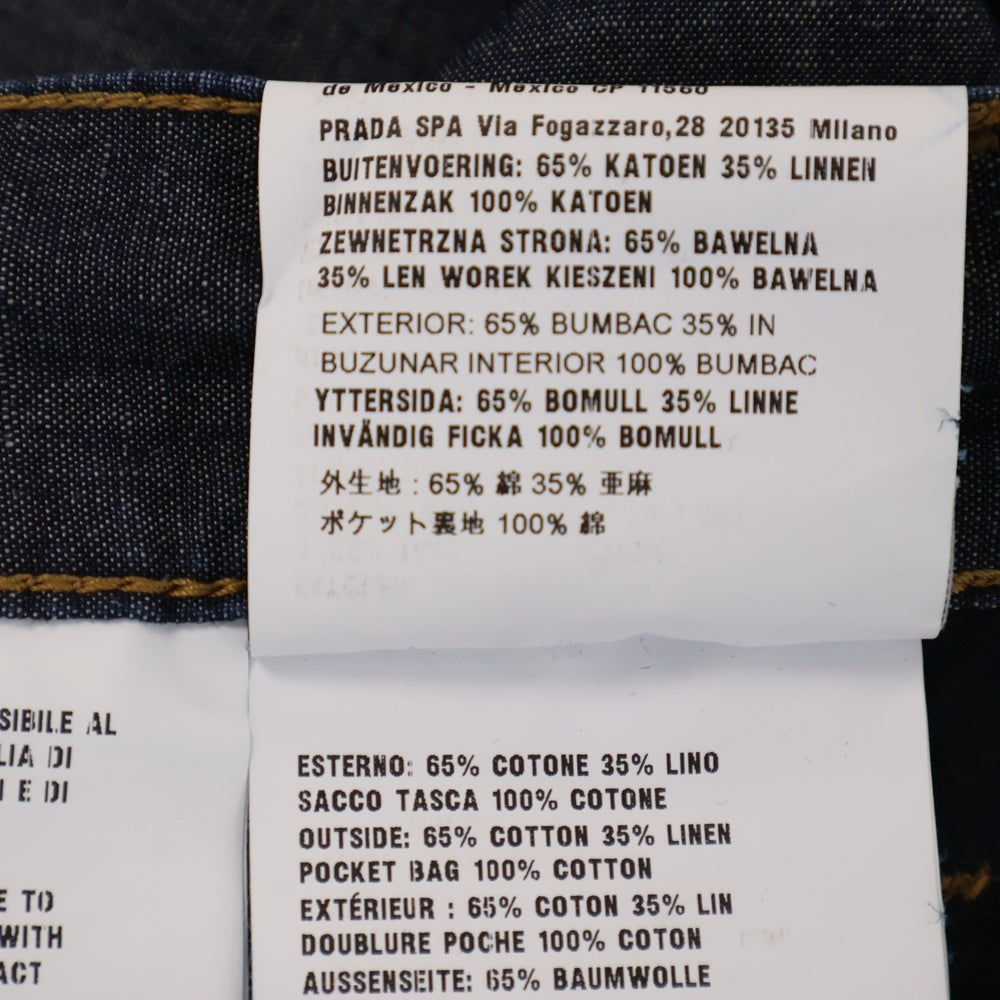 de Mexico - Mexico CP 11560
PRADA SPA Via Fogazzaro,28 20135 Milano
BUITENVOERING: 65% KATOEN 35% LINNEN
BINNENZAK 100% KATOEN
ZEWNETRZNA STRONA: 65% BAWELNA
35% LEN WOREK KIESZENI 100% BAWELNA
EXTERIOR: 65% BUMBAC 35% IN
BUZUNAR INTERIOR 100% BUMBAC
YTTERSIDA: 65% BOMULL 35% LINNE
INVÄNDIG FICKA 100% BOMULL
外生地 : 65% 綿 35% 亜麻
ポケット裏地 100% 綿
SIBILE AL
LIA DI
I E DI
E TO
WITH
ACT
ESTERNO: 65% COTONE 35% LINO
SACCO TASCA 100% COTONE
OUTSIDE: 65% COTTON 35% LINEN
POCKET BAG 100% COTTON
EXTÉRIEUR : 65% COTON 35% LIN
DOUBLURE POCHE 100% COTON
AUSSENSEITE: 65% BAUMWOLLE